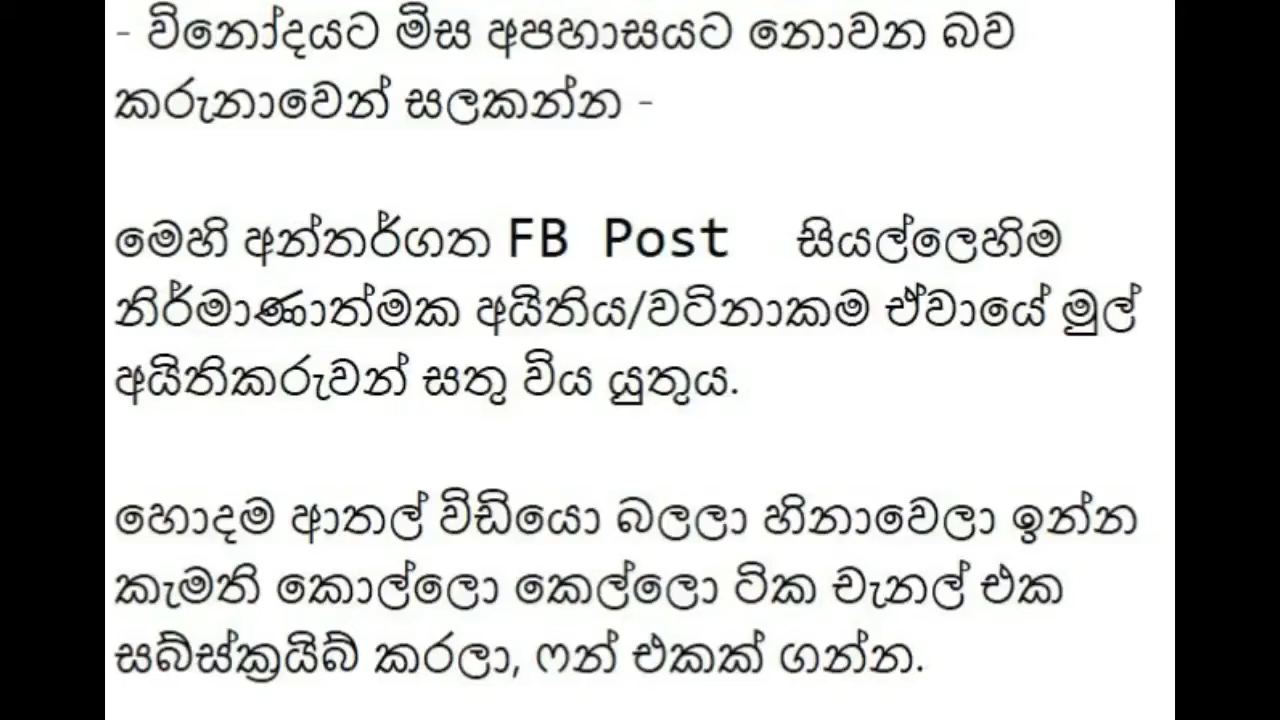 - විනෝදයට මිස අපහාසයට නොවන බව
කරුනාවෙන් සලකන්න -
මෙහි අන්තර්ගත FB Post සියල්ලෙහිම
නිර්මාණාත්මක අයිතිය/වටිනාකම ඒවායේ මුල්
අයිතිකරුවන් සතු විය යුතුය.
හොදම ආතල් විඩියො බලලා හිනාවෙලා ඉන්න
කැමති කොල්ලො කෙල්ලො ටික චැනල් එක
සබ්ස්ක්‍රයිබ් කරලා, ෆන් එකක් ගන්න.